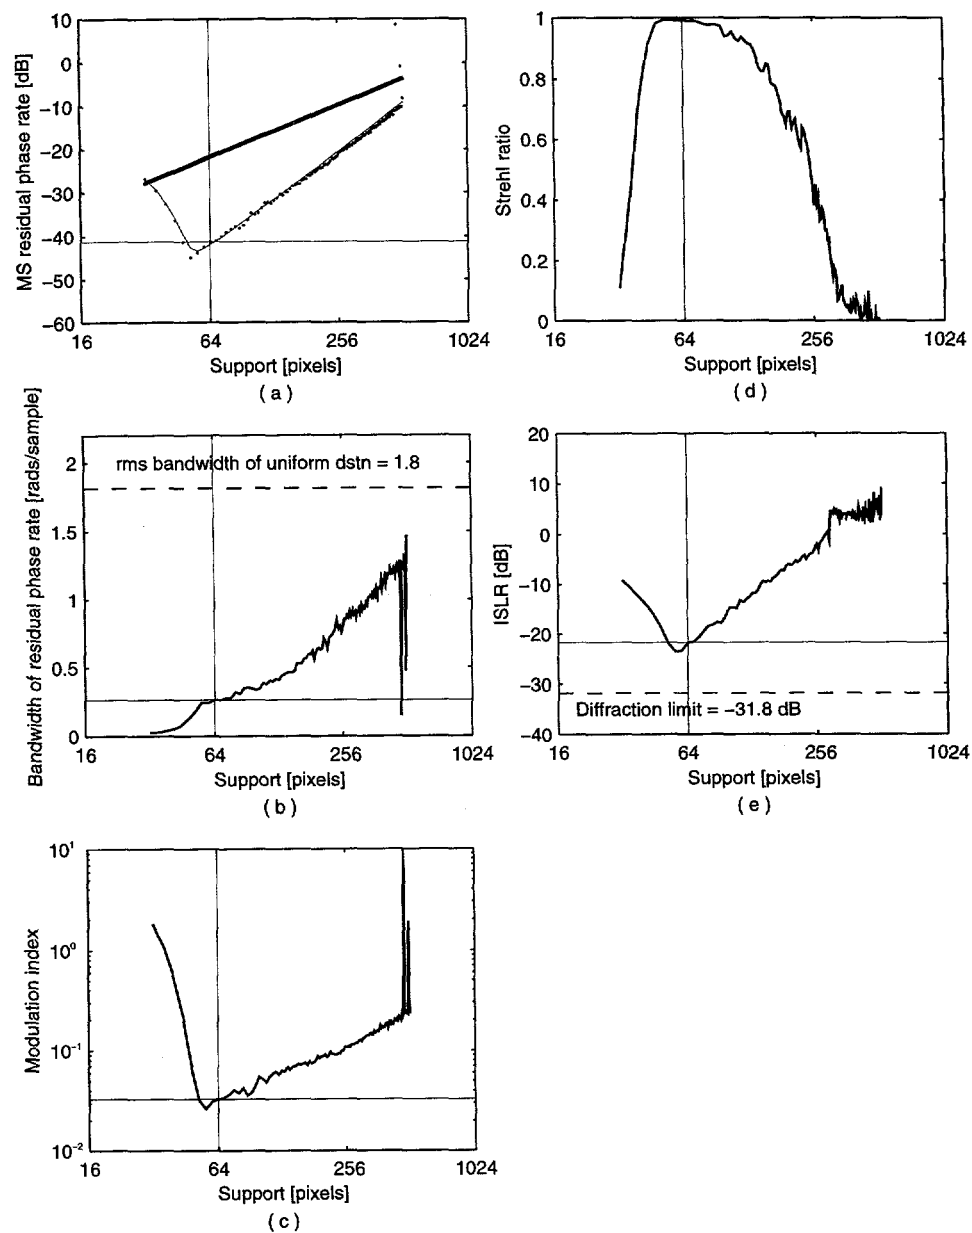 MS residual phase rate [dB]
10
0
−10
−20
−30
−40
−50
−60
16 64 256 1024
Support [pixels]
( a )
Strehl ratio
1
0.8
0.6
0.4
0.2
0
16 64 256 1024
Support [pixels]
( d )
Bandwidth of residual phase rate [rads/sample]
rms bandwidth of uniform dstn = 1.8
2
1.5
1
0.5
0
16 64 256 1024
Support [pixels]
( b )
ISLR [dB]
20
10
0
−10
−20
−30
−40
Diffraction limit = −31.8 dB
16 64 256 1024
Support [pixels]
( e )
Modulation index
10¹
10⁰
10⁻¹
10⁻²
16 64 256 1024
Support [pixels]
( c )